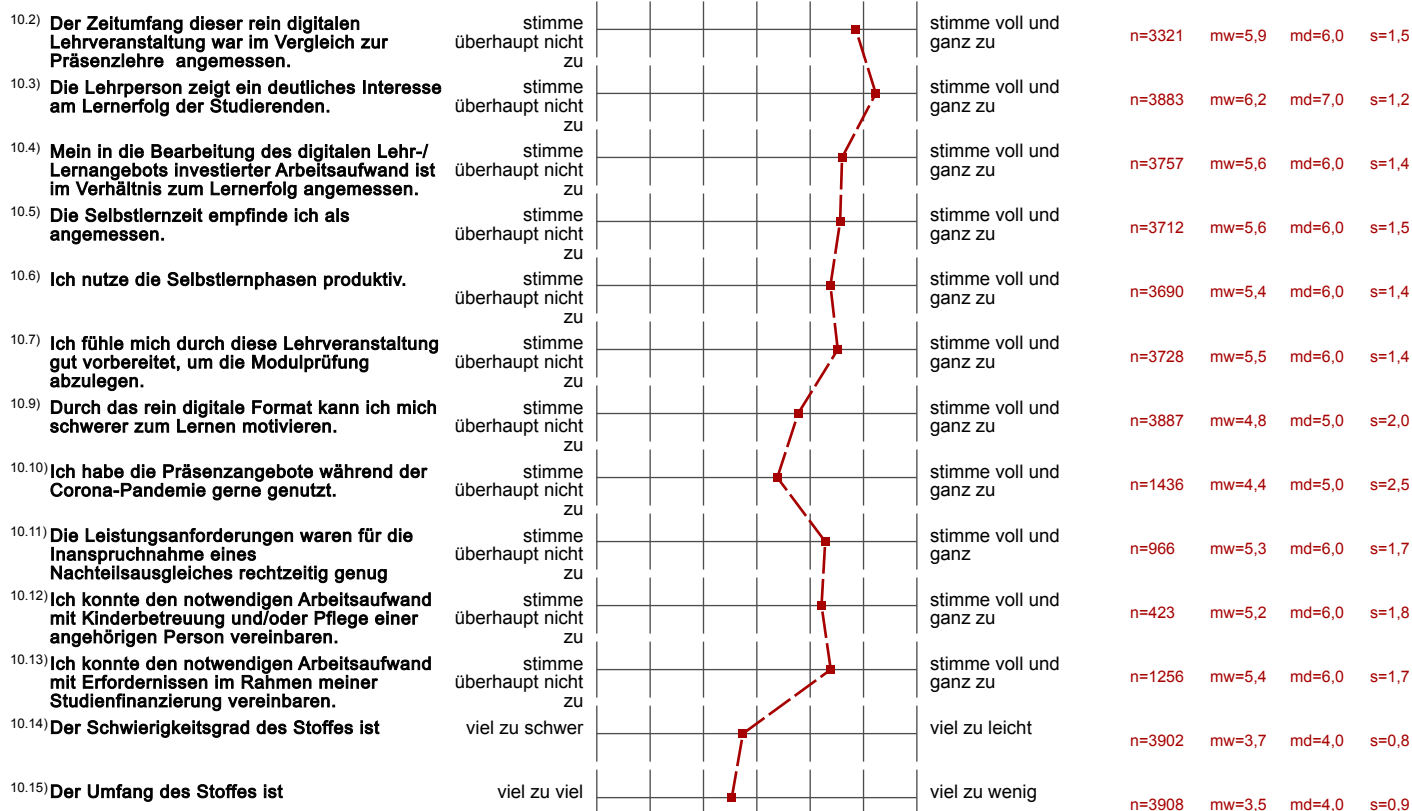 10.2) Der Zeitumfang dieser rein digitalen
Lehrveranstaltung war im Vergleich zur
Präsenzlehre angemessen.
stimme
überhaupt nicht
zu
stimme voll und
ganz zu
n=3321 mw=5,9 md=6,0 s=1,5
10.3) Die Lehrperson zeigt ein deutliches Interesse
am Lernerfolg der Studierenden.
stimme
überhaupt nicht
zu
stimme voll und
ganz zu
n=3883 mw=6,2 md=7,0 s=1,2
10.4) Mein in die Bearbeitung des digitalen Lehr-/
Lernangebots investierter Arbeitsaufwand ist
im Verhältnis zum Lernerfolg angemessen.
stimme
überhaupt nicht
zu
stimme voll und
ganz zu
n=3757 mw=5,6 md=6,0 s=1,4
10.5) Die Selbstlernzeit empfinde ich als
angemessen.
stimme
überhaupt nicht
zu
stimme voll und
ganz zu
n=3712 mw=5,6 md=6,0 s=1,5
10.6) Ich nutze die Selbstlernphasen produktiv.
stimme
überhaupt nicht
zu
stimme voll und
ganz zu
n=3690 mw=5,4 md=6,0 s=1,4
10.7) Ich fühle mich durch diese Lehrveranstaltung
gut vorbereitet, um die Modulprüfung
abzulegen.
stimme
überhaupt nicht
zu
stimme voll und
ganz zu
n=3728 mw=5,5 md=6,0 s=1,4
10.9) Durch das rein digitale Format kann ich mich
schwerer zum Lernen motivieren.
stimme
überhaupt nicht
zu
stimme voll und
ganz zu
n=3887 mw=4,8 md=5,0 s=2,0
10.10) Ich habe die Präsenzangebote während der
Corona-Pandemie gerne genutzt.
stimme
überhaupt nicht
zu
stimme voll und
ganz zu
n=1436 mw=4,4 md=5,0 s=2,5
10.11) Die Leistungsanforderungen waren für die
Inanspruchnahme eines
Nachteilsausgleiches rechtzeitig genug
stimme
überhaupt nicht
zu
stimme voll und
ganz
n=966 mw=5,3 md=6,0 s=1,7
10.12) Ich konnte den notwendigen Arbeitsaufwand
mit Kinderbetreuung und/oder Pflege einer
angehörigen Person vereinbaren.
stimme
überhaupt nicht
zu
stimme voll und
ganz zu
n=423 mw=5,2 md=6,0 s=1,8
10.13) Ich konnte den notwendigen Arbeitsaufwand
mit Erfordernissen im Rahmen meiner
Studienfinanzierung vereinbaren.
stimme
überhaupt nicht
zu
stimme voll und
ganz zu
n=1256 mw=5,4 md=6,0 s=1,7
10.14) Der Schwierigkeitsgrad des Stoffes ist
viel zu schwer
viel zu leicht
n=3902 mw=3,7 md=4,0 s=0,8
10.15) Der Umfang des Stoffes ist
viel zu viel
viel zu wenig
n=3908 mw=3,5 md=4,0 s=0,9